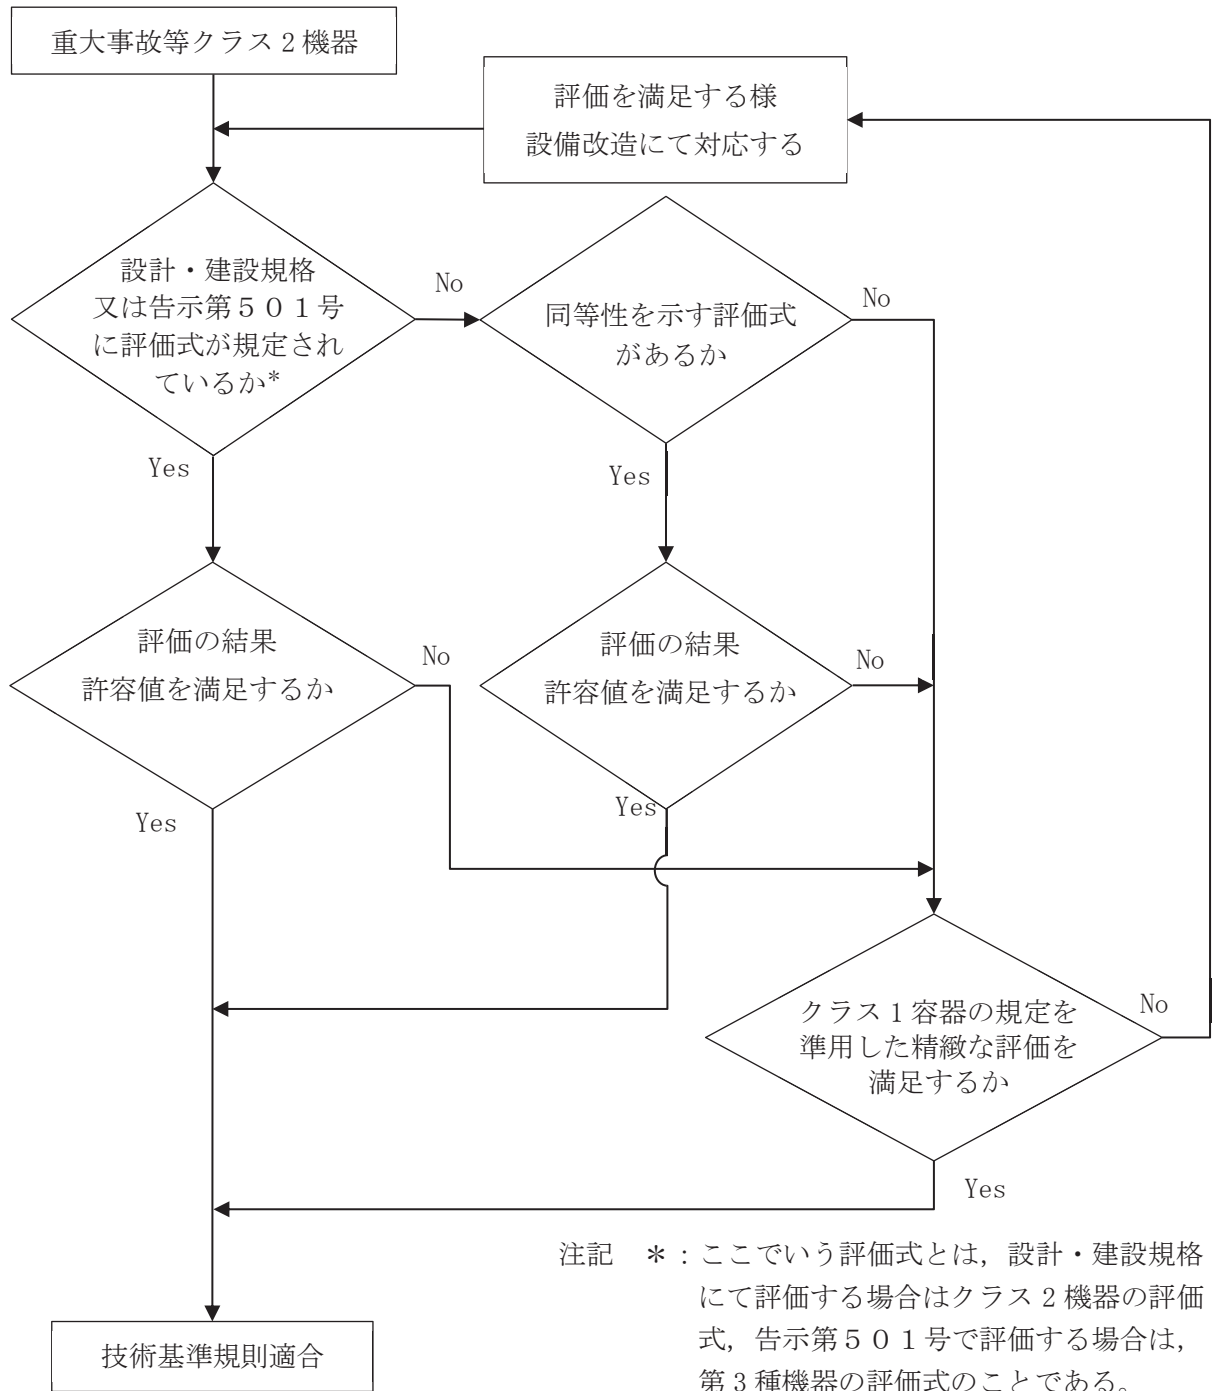 重大事故等クラス2機器
評価を満足する様
設備改造にて対応する
設計・建設規格
又は告示第501号
に評価式が規定され
ているか*
No
同等性を示す評価式
があるか
No
Yes
Yes
評価の結果
許容値を満足するか
No
評価の結果
許容値を満足するか
No
Yes
Yes
クラス1容器の規定を
準用した精緻な評価を
満足するか
No
Yes
注記 *:ここでいう評価式とは,設計・建設規格
にて評価する場合はクラス2機器の評価
式,告示第501号で評価する場合は,
第3種機器の評価式のことである。
技術基準規則適合